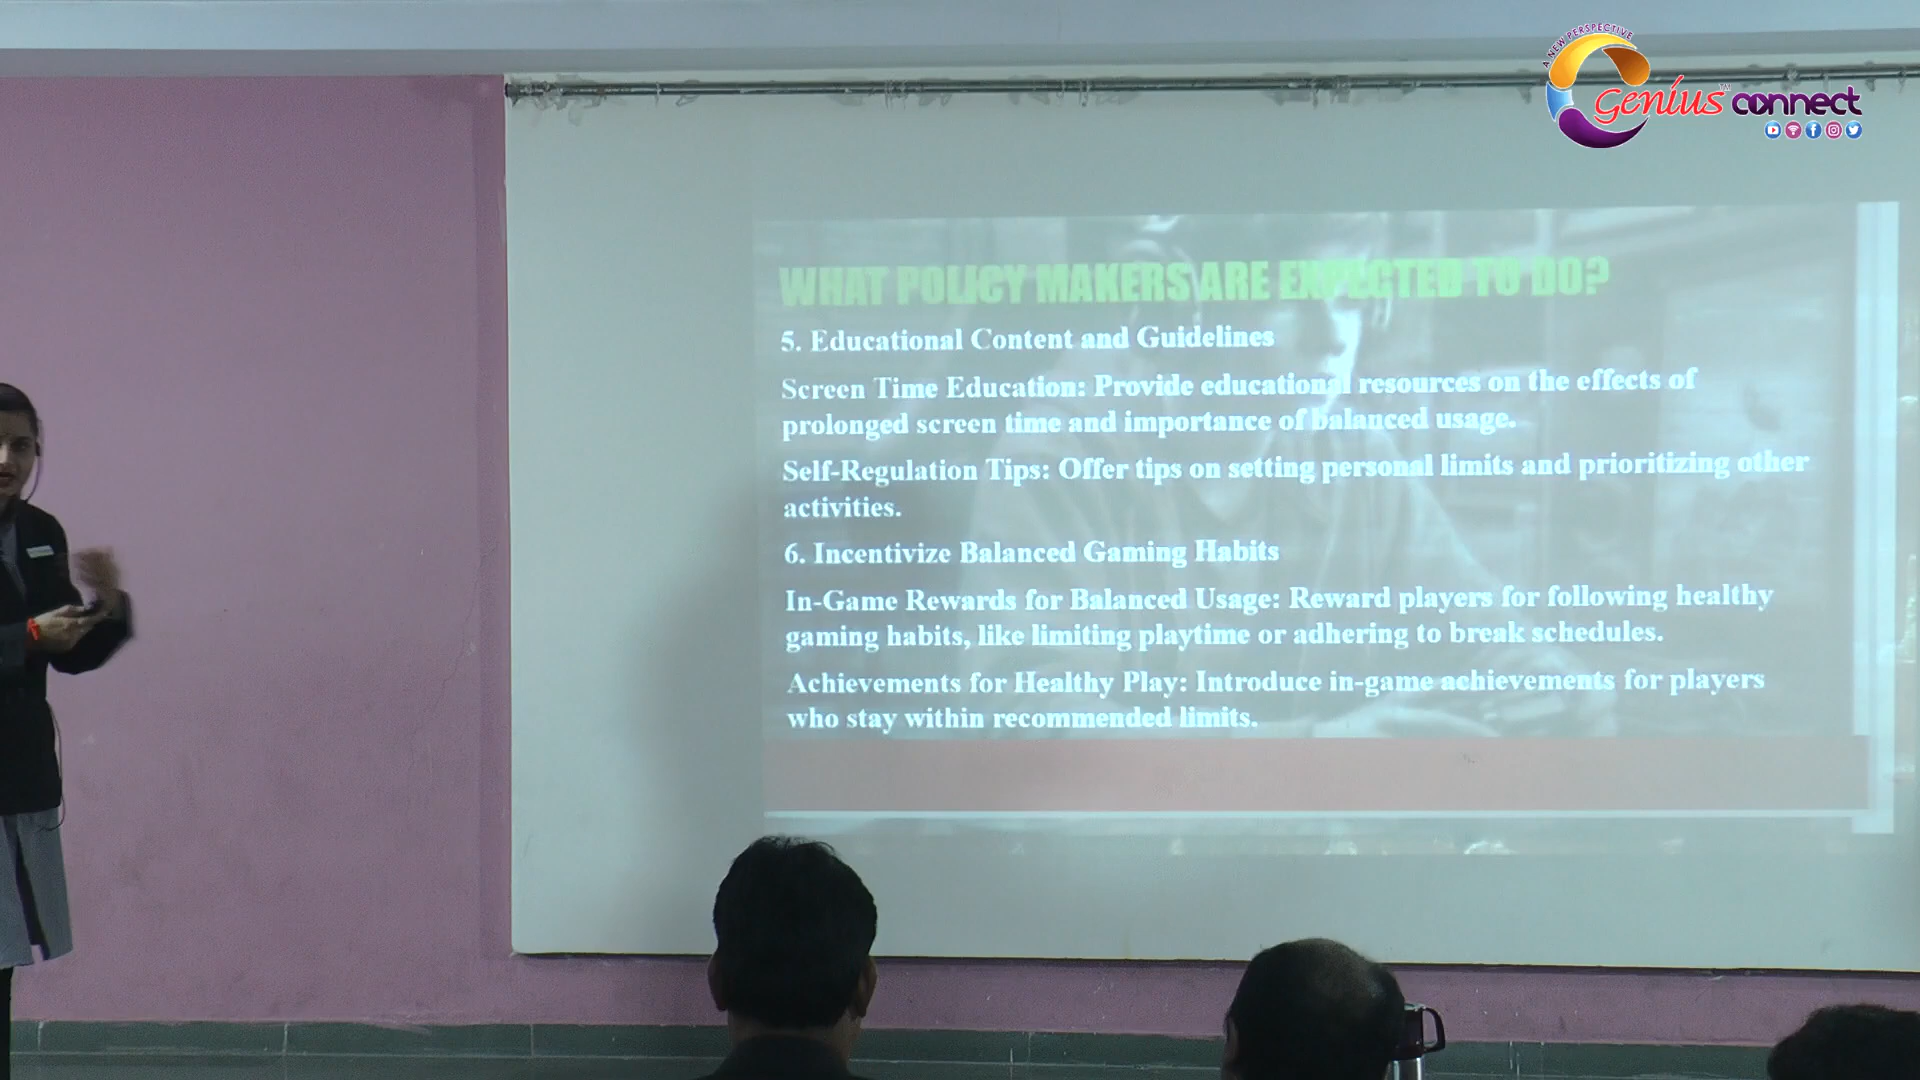 A NEW PERSPECTIVE
Genius™ connect
WHAT POLICY MAKERS ARE EXPECTED TO DO?
5. Educational Content and Guidelines
Screen Time Education: Provide educational resources on the effects of
prolonged screen time and importance of balanced usage.
Self-Regulation Tips: Offer tips on setting personal limits and prioritizing other
activities.
6. Incentivize Balanced Gaming Habits
In-Game Rewards for Balanced Usage: Reward players for following healthy
gaming habits, like limiting playtime or adhering to break schedules.
Achievements for Healthy Play: Introduce in-game achievements for players
who stay within recommended limits.